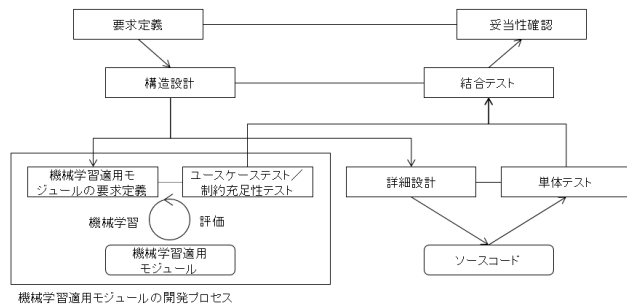 要求定義
妥当性確認
構造設計
結合テスト
機械学習適用モ
ジュールの要求定義
ユースケーステスト／
制約充足性テスト
詳細設計
単体テスト
機械学習
評価
機械学習適用
モジュール
ソースコード
機械学習適用モジュールの開発プロセス